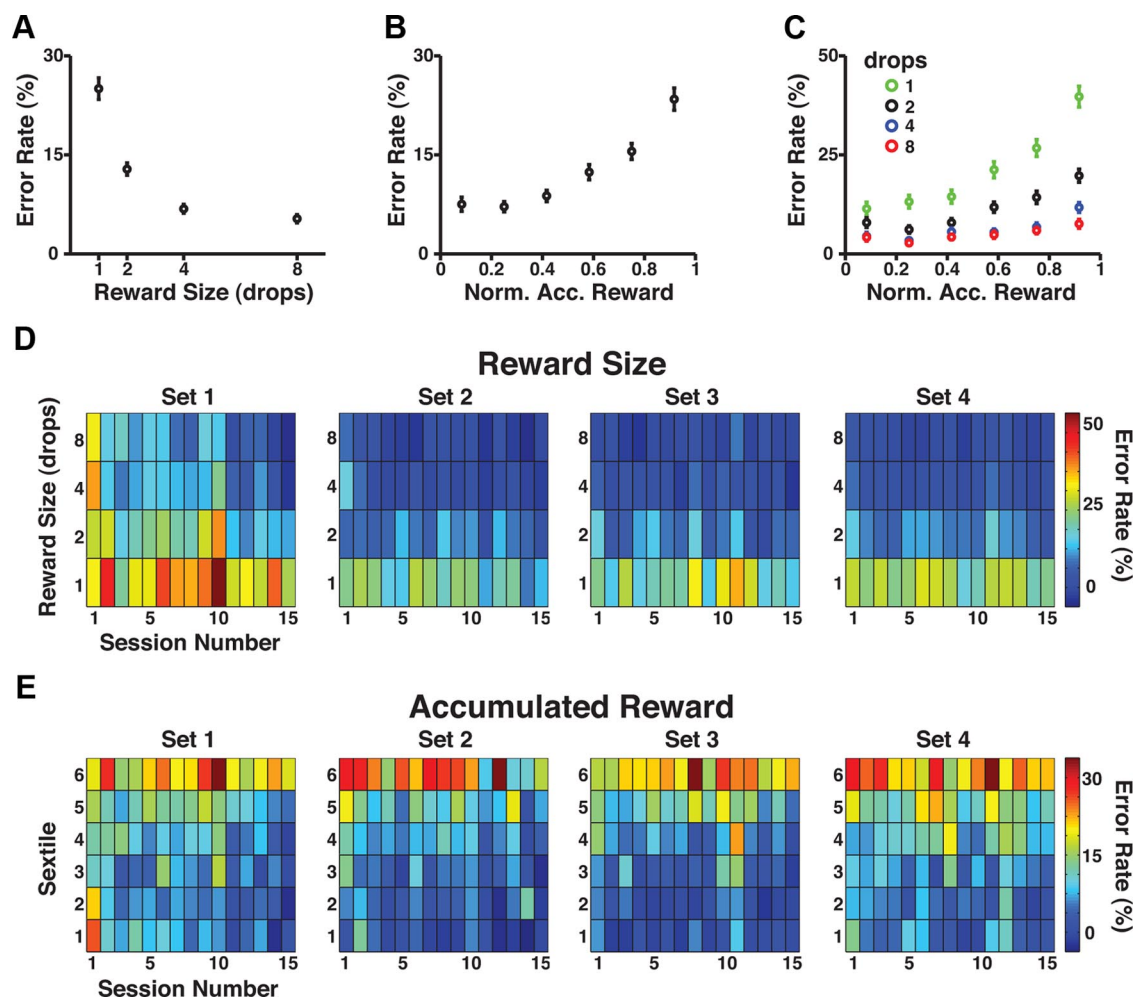 A
B
C
30
15
0
Error Rate (%)
1 2 4 8
Reward Size (drops)
30
15
0
Error Rate (%)
0 0.2 0.4 0.6 0.8 1
Norm. Acc. Reward
50
25
0
Error Rate (%)
drops
1
2
4
8
0 0.2 0.4 0.6 0.8 1
Norm. Acc. Reward
D
Reward Size
Set 1 Set 2 Set 3 Set 4
Reward Size (drops)
8 8 8 8
4 4 4 4
2 2 2 2
1 1 1 1
1 5 10 15 1 5 10 15 1 5 10 15 1 5 10 15
Session Number
50
25
0
Error Rate (%)
E
Accumulated Reward
Set 1 Set 2 Set 3 Set 4
Sextile
6 6 6 6
5 5 5 5
4 4 4 4
3 3 3 3
2 2 2 2
1 1 1 1
1 5 10 15 1 5 10 15 1 5 10 15 1 5 10 15
Session Number
30
15
0
Error Rate (%)